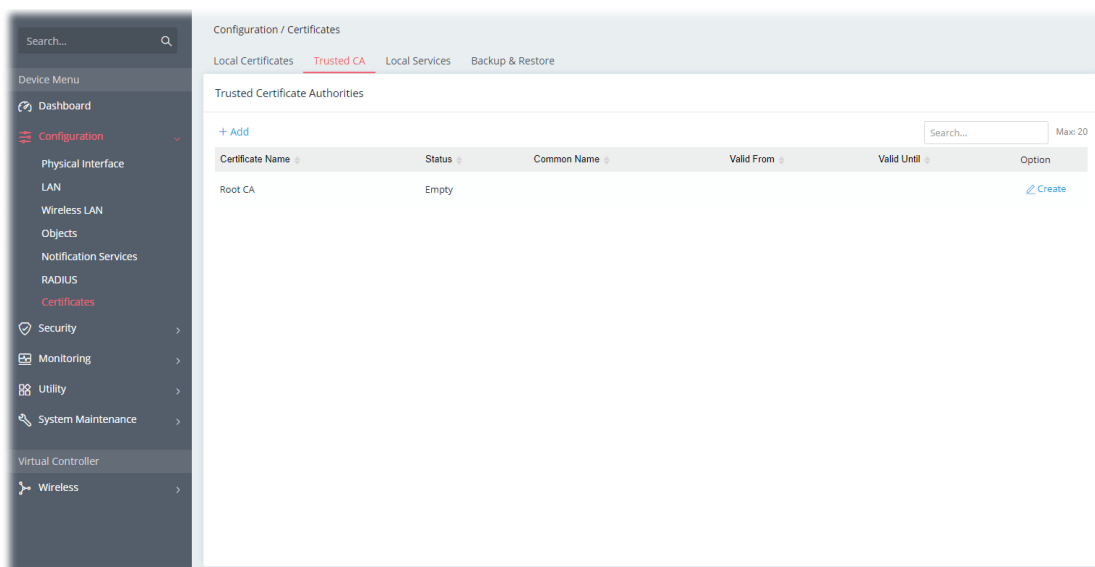 Search...
Device Menu
Dashboard
Configuration
Physical Interface
LAN
Wireless LAN
Objects
Notification Services
RADIUS
Certificates
Security
Monitoring
Utility
System Maintenance
Virtual Controller
Wireless
Configuration / Certificates
Local Certificates Trusted CA Local Services Backup & Restore
Trusted Certificate Authorities
+ Add Search... Max: 20
Certificate Name Status Common Name Valid From Valid Until Option
Root CA Empty Create